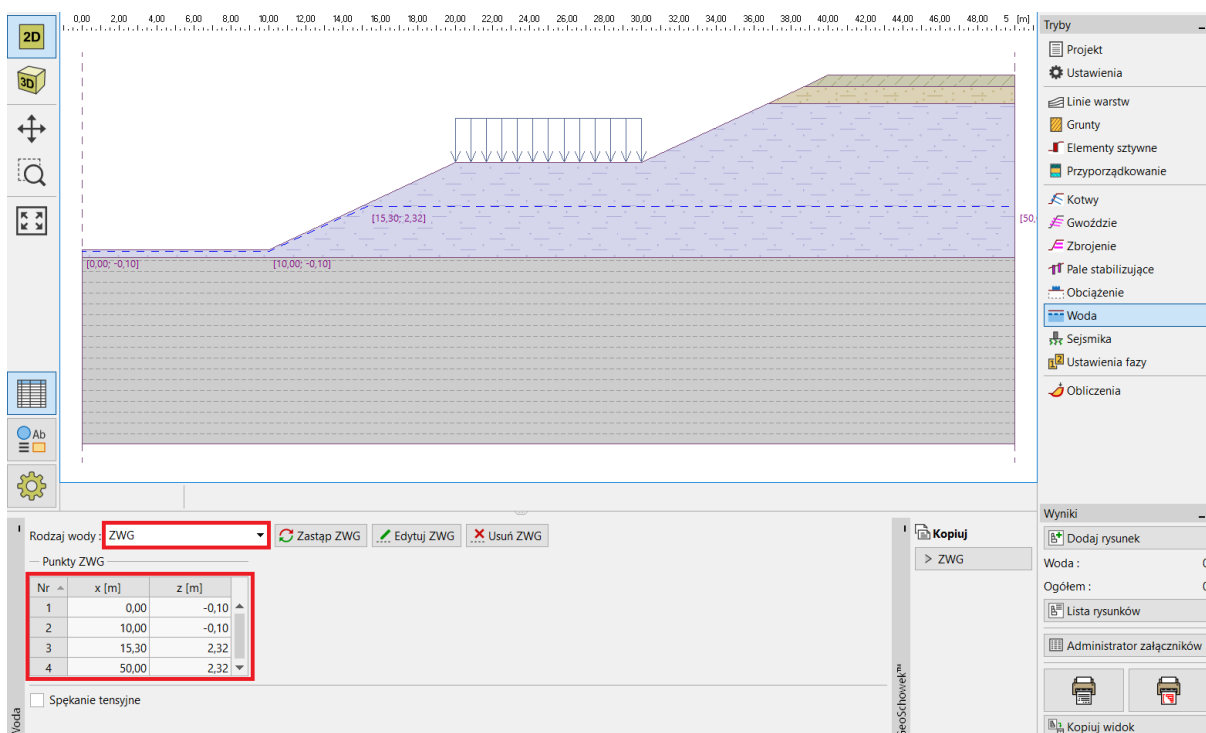 0,00 2,00 4,00 6,00 8,00 10,00 12,00 14,00 16,00 18,00 20,00 22,00 24,00 26,00 28,00 30,00 32,00 34,00 36,00 38,00 40,00 42,00 44,00 46,00 48,00 5 [m]
2D
3D
[15,30; 2,32]
[50,
[0,00; -0,10]
[10,00; -0,10]
Ab
Tryby
Projekt
Ustawienia
Linie warstw
Grunty
Elementy sztywne
Przyporządkowanie
Kotwy
Gwoździe
Zbrojenie
Pale stabilizujące
Obciążenie
Woda
Sejsmika
Ustawienia fazy
Obliczenia
Rodzaj wody : ZWG
Zastąp ZWG
Edytuj ZWG
Usuń ZWG
Punkty ZWG
Nr x [m] z [m]
1 0,00 -0,10
2 10,00 -0,10
3 15,30 2,32
4 50,00 2,32
Spękanie tensyjne
Woda
Kopiuj
> ZWG
GeoSchowek™
Wyniki
Dodaj rysunek
Woda : 0
Ogółem : 0
Lista rysunków
Administrator załączników
Kopiuj widok